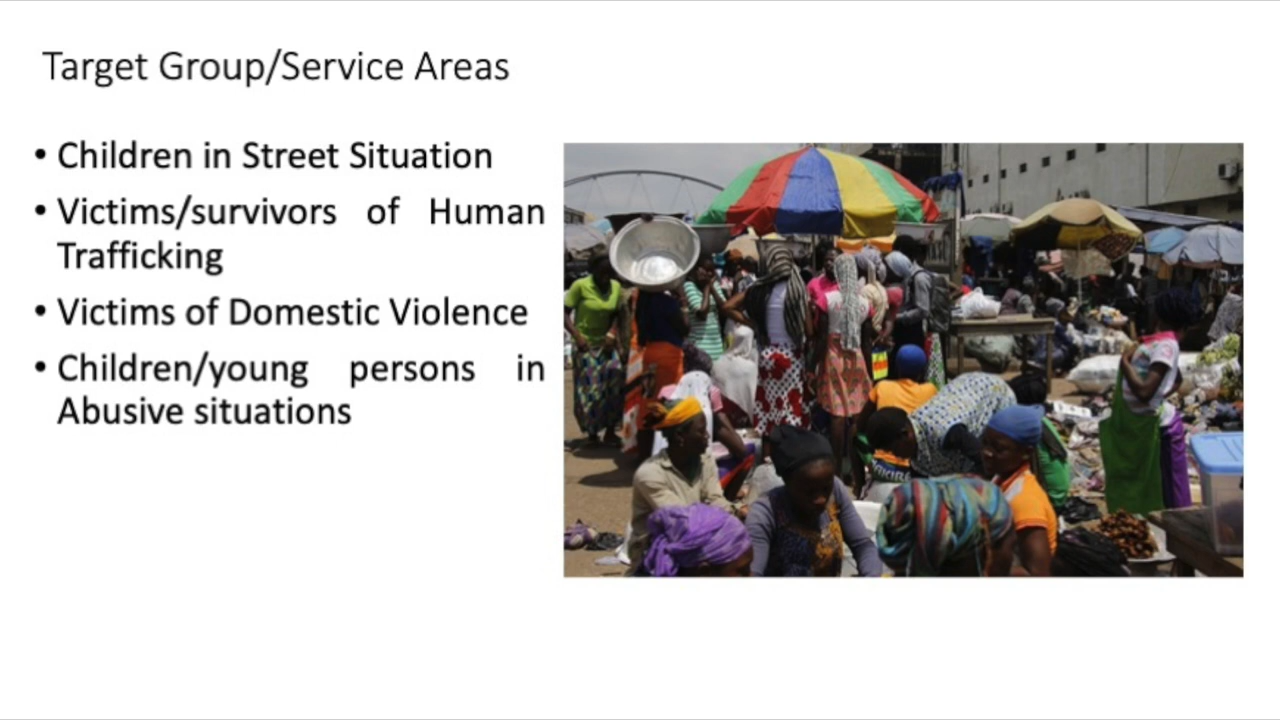 Target Group/Service Areas
• Children in Street Situation
• Victims/survivors of Human
Trafficking
• Victims of Domestic Violence
• Children/young persons in
Abusive situations